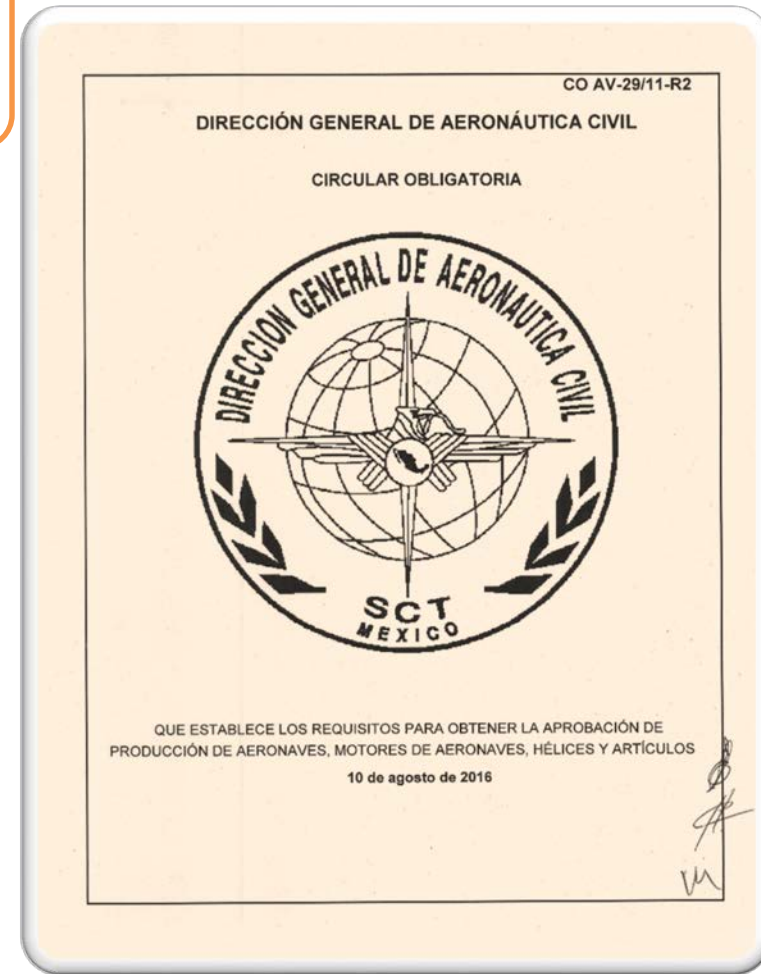 CO AV-29/11-R2
DIRECCIÓN GENERAL DE AERONÁUTICA CIVIL
CIRCULAR OBLIGATORIA
DIRECCION GENERAL DE AERONAUTICA CIVIL
SCT
MEXICO
QUE ESTABLECE LOS REQUISITOS PARA OBTENER LA APROBACIÓN DE
PRODUCCIÓN DE AERONAVES, MOTORES DE AERONAVES, HÉLICES Y ARTÍCULOS
10 de agosto de 2016